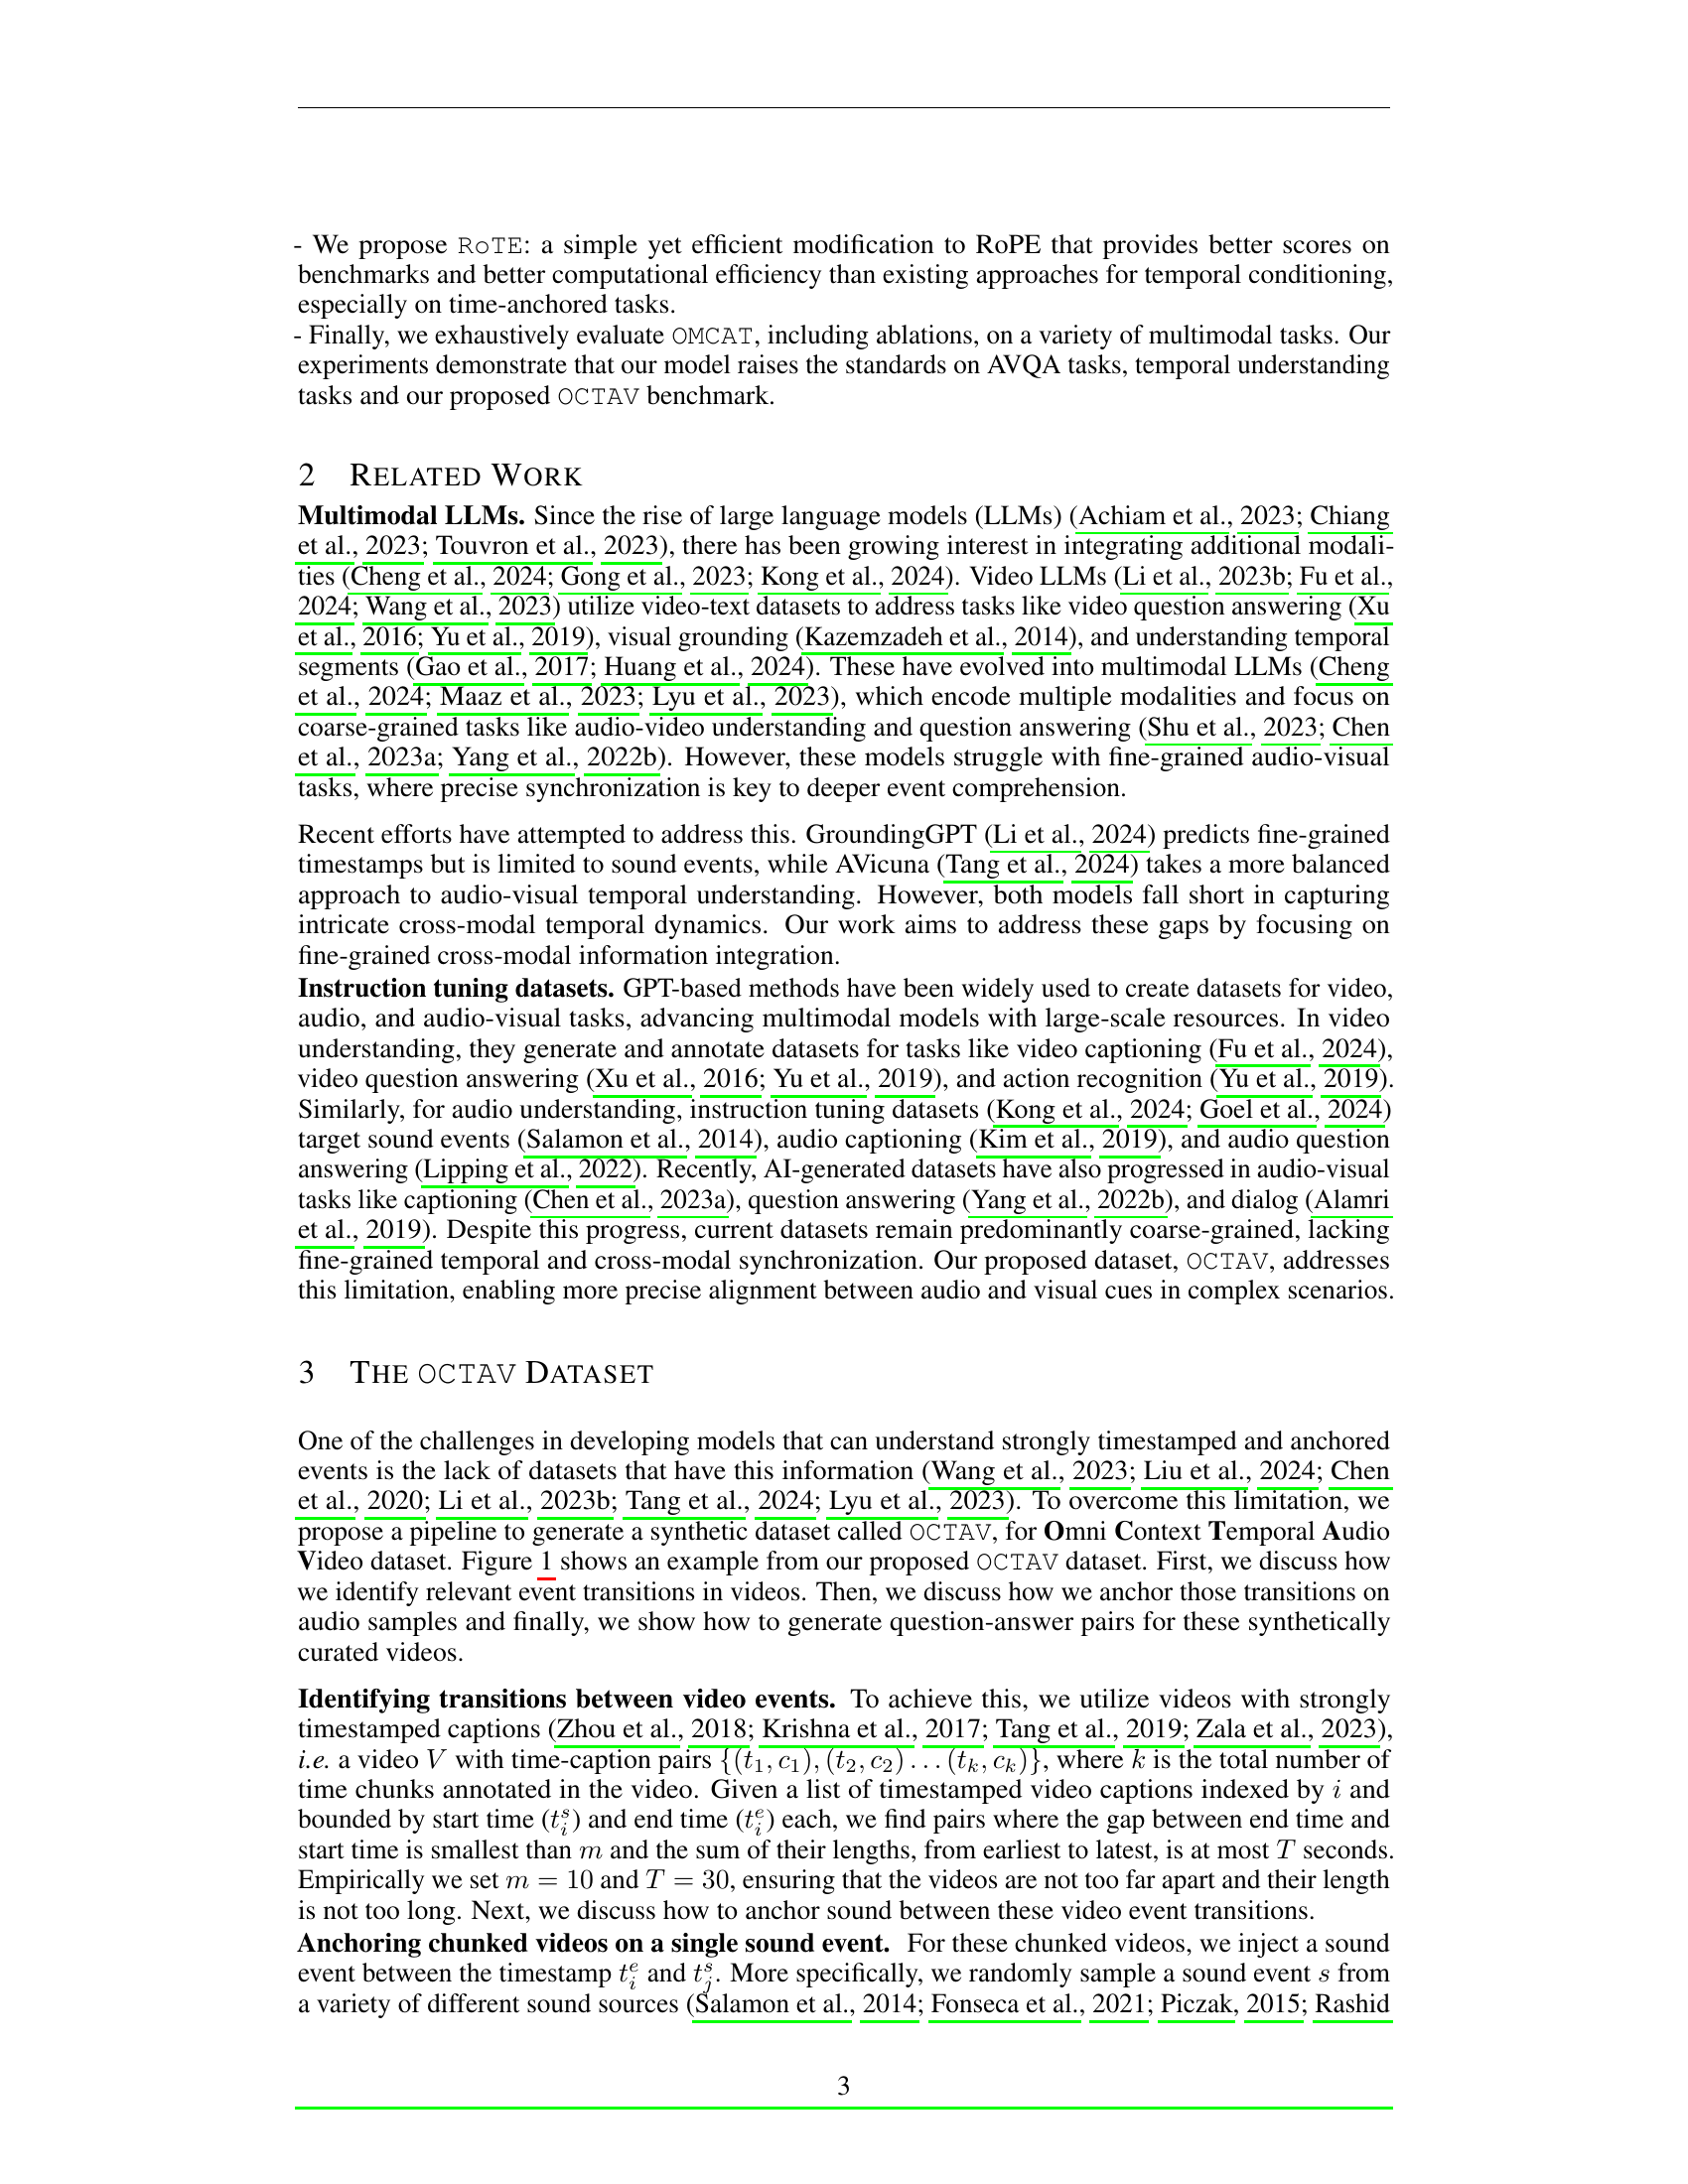 - We propose RoTE: a simple yet efficient modification to RoPE that provides better scores on
benchmarks and better computational efficiency than existing approaches for temporal conditioning,
especially on time-anchored tasks.
- Finally, we exhaustively evaluate OMCAT, including ablations, on a variety of multimodal tasks. Our
experiments demonstrate that our model raises the standards on AVQA tasks, temporal understanding
tasks and our proposed OCTAV benchmark.
2 RELATED WORK
Multimodal LLMs. Since the rise of large language models (LLMs) (Achiam et al., 2023; Chiang
et al., 2023; Touvron et al., 2023), there has been growing interest in integrating additional modali-
ties (Cheng et al., 2024; Gong et al., 2023; Kong et al., 2024). Video LLMs (Li et al., 2023b; Fu et al.,
2024; Wang et al., 2023) utilize video-text datasets to address tasks like video question answering (Xu
et al., 2016; Yu et al., 2019), visual grounding (Kazemzadeh et al., 2014), and understanding temporal
segments (Gao et al., 2017; Huang et al., 2024). These have evolved into multimodal LLMs (Cheng
et al., 2024; Maaz et al., 2023; Lyu et al., 2023), which encode multiple modalities and focus on
coarse-grained tasks like audio-video understanding and question answering (Shu et al., 2023; Chen
et al., 2023a; Yang et al., 2022b). However, these models struggle with fine-grained audio-visual
tasks, where precise synchronization is key to deeper event comprehension.
Recent efforts have attempted to address this. GroundingGPT (Li et al., 2024) predicts fine-grained
timestamps but is limited to sound events, while AVicuna (Tang et al., 2024) takes a more balanced
approach to audio-visual temporal understanding. However, both models fall short in capturing
intricate cross-modal temporal dynamics. Our work aims to address these gaps by focusing on
fine-grained cross-modal information integration.
Instruction tuning datasets. GPT-based methods have been widely used to create datasets for video,
audio, and audio-visual tasks, advancing multimodal models with large-scale resources. In video
understanding, they generate and annotate datasets for tasks like video captioning (Fu et al., 2024),
video question answering (Xu et al., 2016; Yu et al., 2019), and action recognition (Yu et al., 2019).
Similarly, for audio understanding, instruction tuning datasets (Kong et al., 2024; Goel et al., 2024)
target sound events (Salamon et al., 2014), audio captioning (Kim et al., 2019), and audio question
answering (Lipping et al., 2022). Recently, AI-generated datasets have also progressed in audio-visual
tasks like captioning (Chen et al., 2023a), question answering (Yang et al., 2022b), and dialog (Alamri
et al., 2019). Despite this progress, current datasets remain predominantly coarse-grained, lacking
fine-grained temporal and cross-modal synchronization. Our proposed dataset, OCTAV, addresses
this limitation, enabling more precise alignment between audio and visual cues in complex scenarios.
3 THE OCTAV DATASET
One of the challenges in developing models that can understand strongly timestamped and anchored
events is the lack of datasets that have this information (Wang et al., 2023; Liu et al., 2024; Chen
et al., 2020; Li et al., 2023b; Tang et al., 2024; Lyu et al., 2023). To overcome this limitation, we
propose a pipeline to generate a synthetic dataset called OCTAV, for Omni Context Temporal Audio
Video dataset. Figure 1 shows an example from our proposed OCTAV dataset. First, we discuss how
we identify relevant event transitions in videos. Then, we discuss how we anchor those transitions on
audio samples and finally, we show how to generate question-answer pairs for these synthetically
curated videos.
Identifying transitions between video events. To achieve this, we utilize videos with strongly
timestamped captions (Zhou et al., 2018; Krishna et al., 2017; Tang et al., 2019; Zala et al., 2023),
i.e. a video V with time-caption pairs {(t₁, c₁), (t₂, c₂) . . . (tₖ, cₖ)}, where k is the total number of
time chunks annotated in the video. Given a list of timestamped video captions indexed by i and
bounded by start time (t_i^s) and end time (t_i^e) each, we find pairs where the gap between end time and
start time is smallest than m and the sum of their lengths, from earliest to latest, is at most T seconds.
Empirically we set m = 10 and T = 30, ensuring that the videos are not too far apart and their length
is not too long. Next, we discuss how to anchor sound between these video event transitions.
Anchoring chunked videos on a single sound event. For these chunked videos, we inject a sound
event between the timestamp t_i^e and t_j^s. More specifically, we randomly sample a sound event s from
a variety of different sound sources (Salamon et al., 2014; Fonseca et al., 2021; Piczak, 2015; Rashid
3